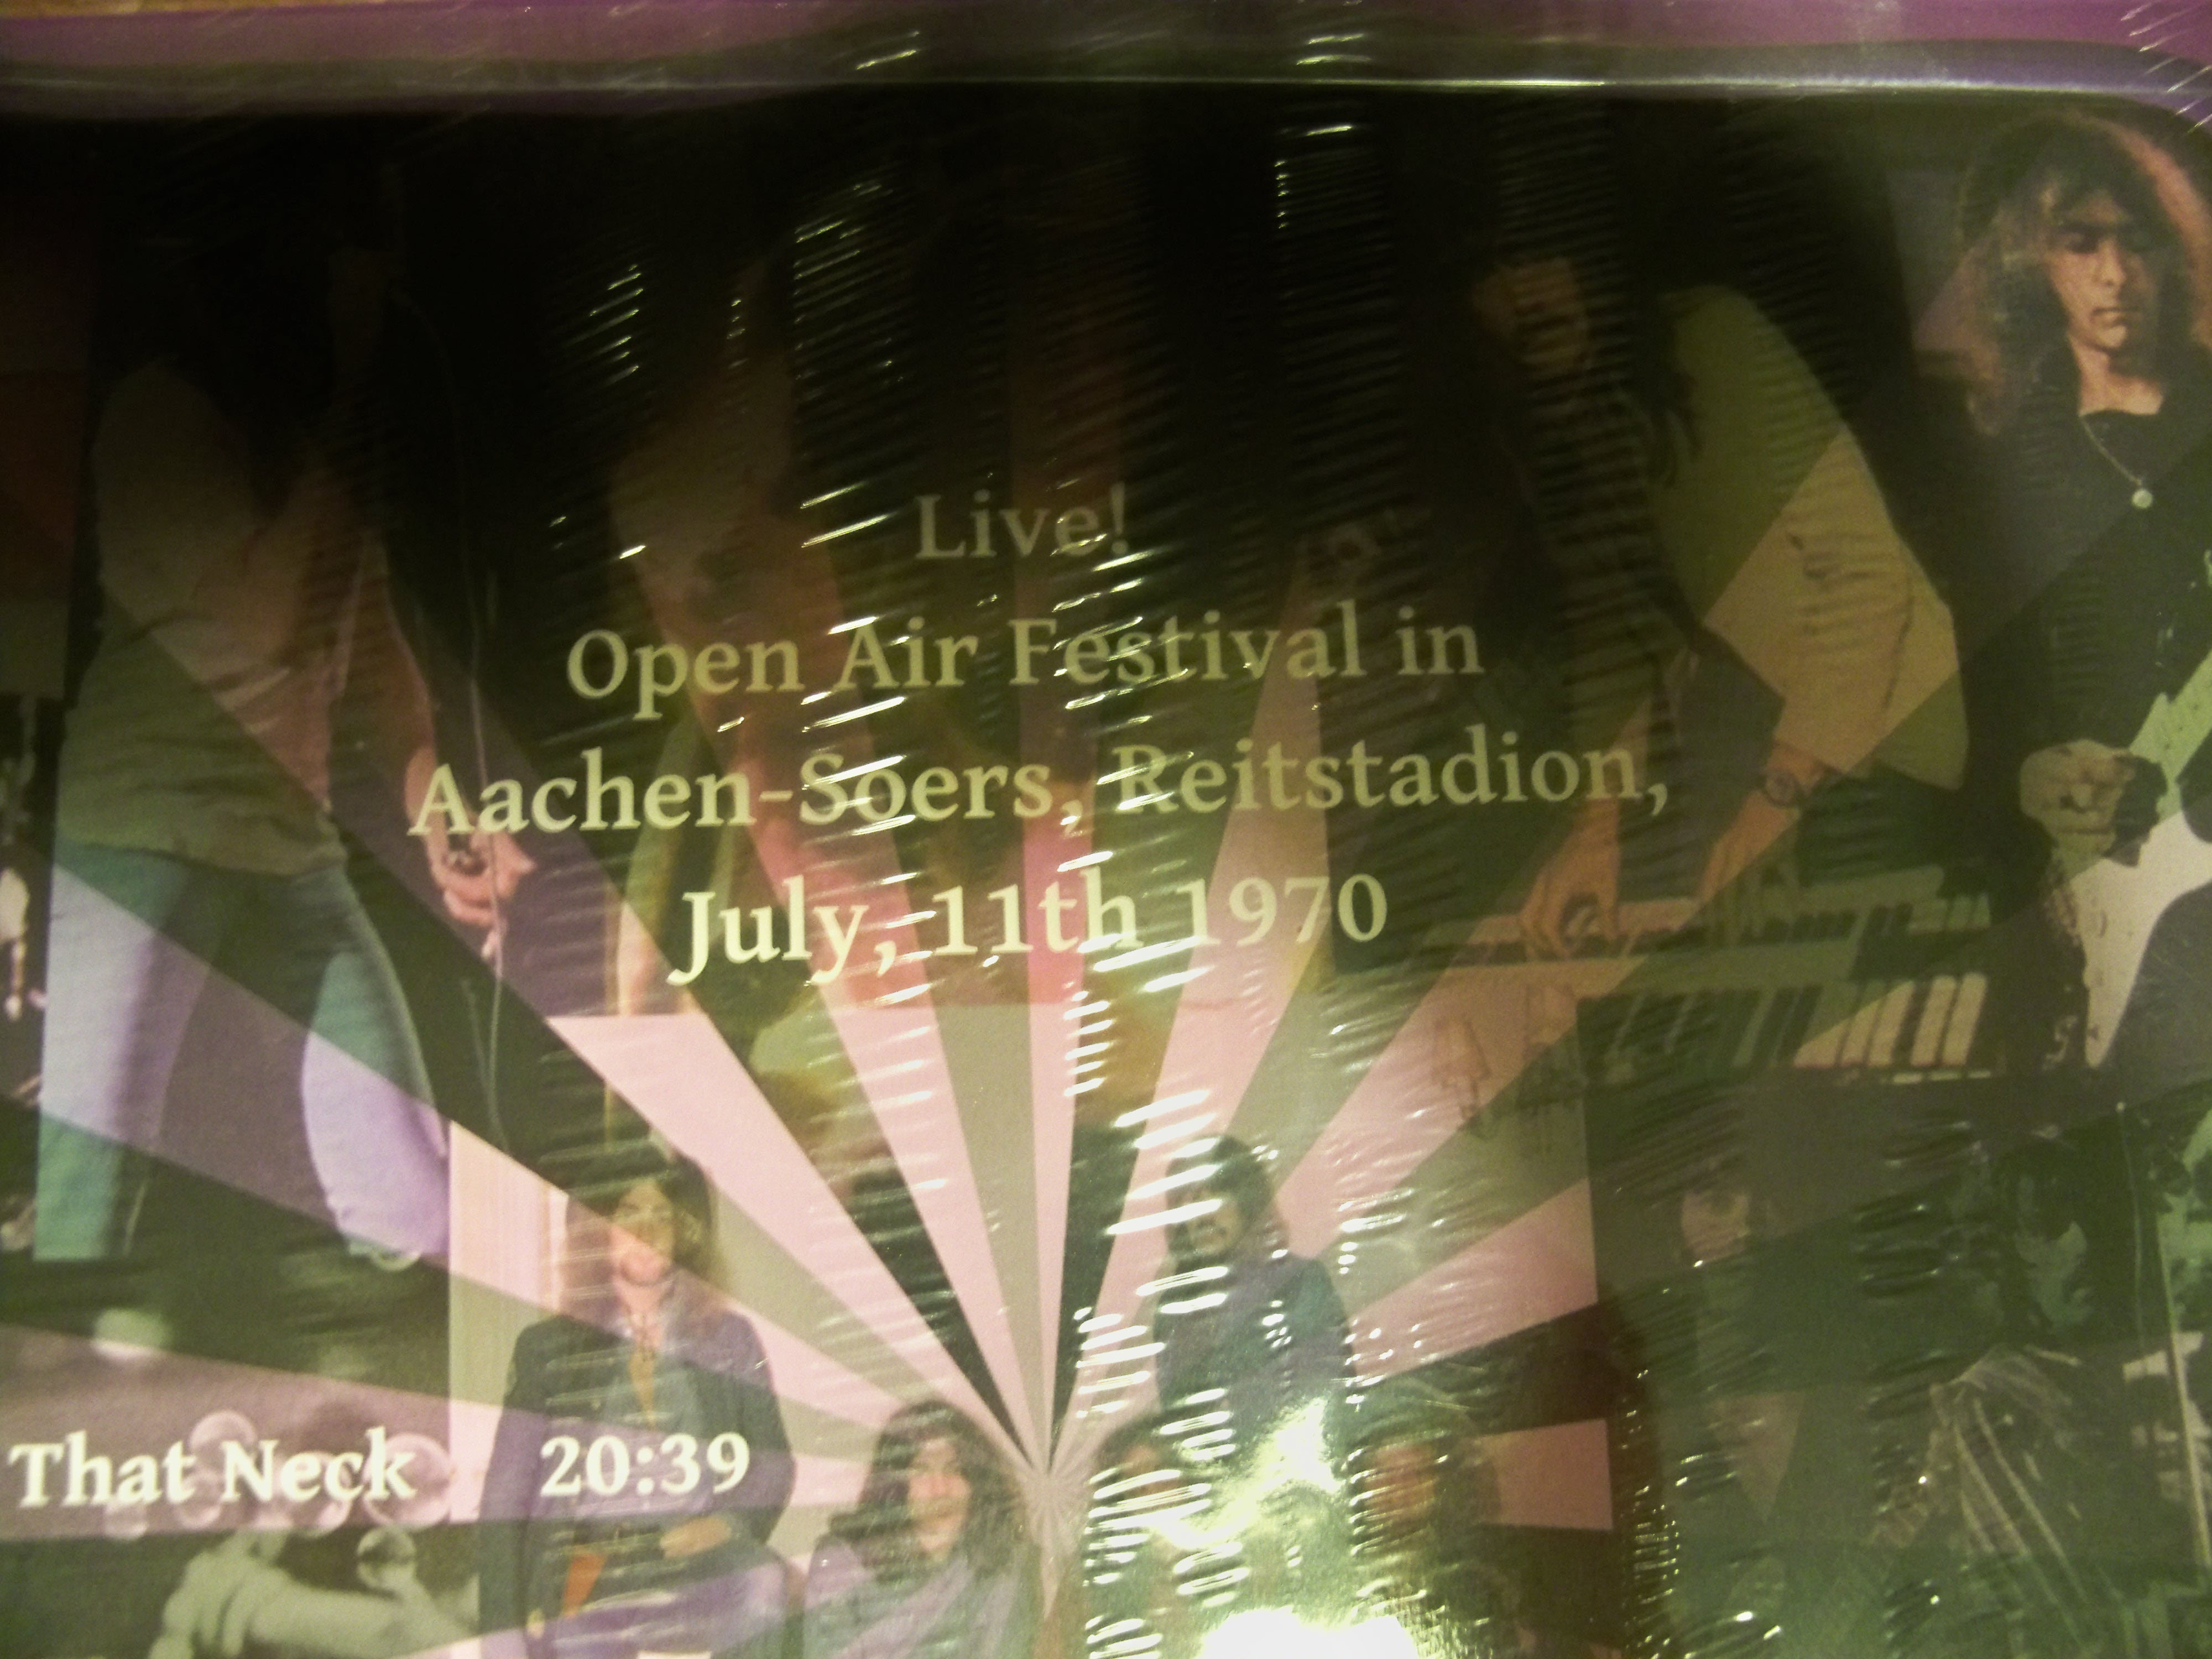 Live!
Open Air Festival in
Aachen-Soers, Reitstadion,
July, 11th 1970
That Neck 20:39